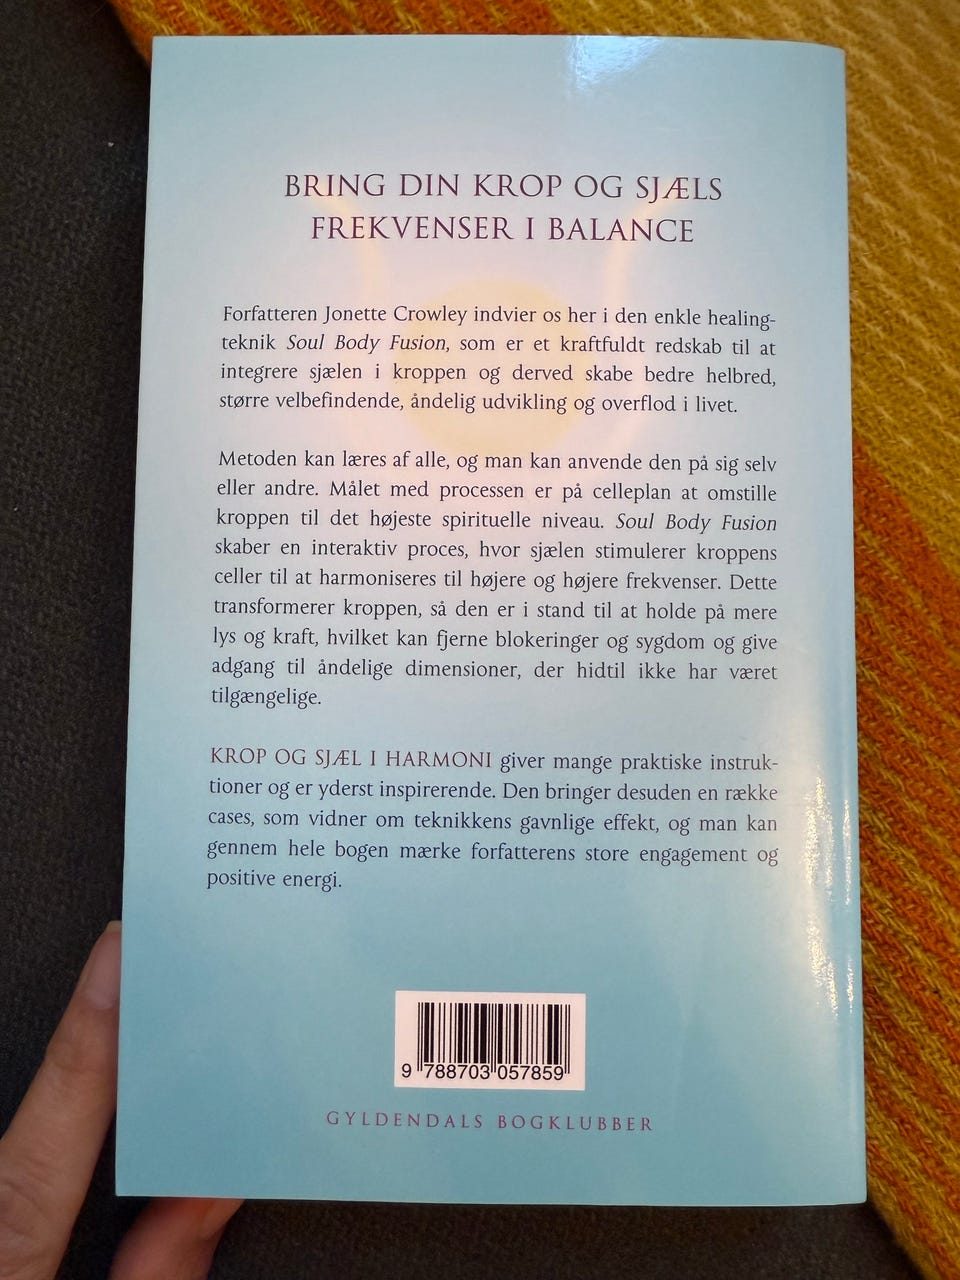 BRING DIN KROP OG SJÆLS
FREKVENSER I BALANCE
Forfatteren Jonette Crowley indvier os her i den enkle healing-
teknik Soul Body Fusion, som er et kraftfuldt redskab til at
integrere sjælen i kroppen og derved skabe bedre helbred,
større velbefindende, åndelig udvikling og overflod i livet.
Metoden kan læres af alle, og man kan anvende den på sig selv
eller andre. Målet med processen er på celleplan at omstille
kroppen til det højeste spirituelle niveau. Soul Body Fusion
skaber en interaktiv proces, hvor sjælen stimulerer kroppens
celler til at harmoniseres til højere og højere frekvenser. Dette
transformerer kroppen, så den er i stand til at holde på mere
lys og kraft, hvilket kan fjerne blokeringer og sygdom og give
adgang til åndelige dimensioner, der hidtil ikke har været
tilgængelige.
KROP OG SJÆL I HARMONI giver mange praktiske instruk-
tioner og er yderst inspirerende. Den bringer desuden en række
cases, som vidner om teknikkens gavnlige effekt, og man kan
gennem hele bogen mærke forfatterens store engagement og
positive energi.
9 788703 057859
GYLDENDALS BOGKLUBBER